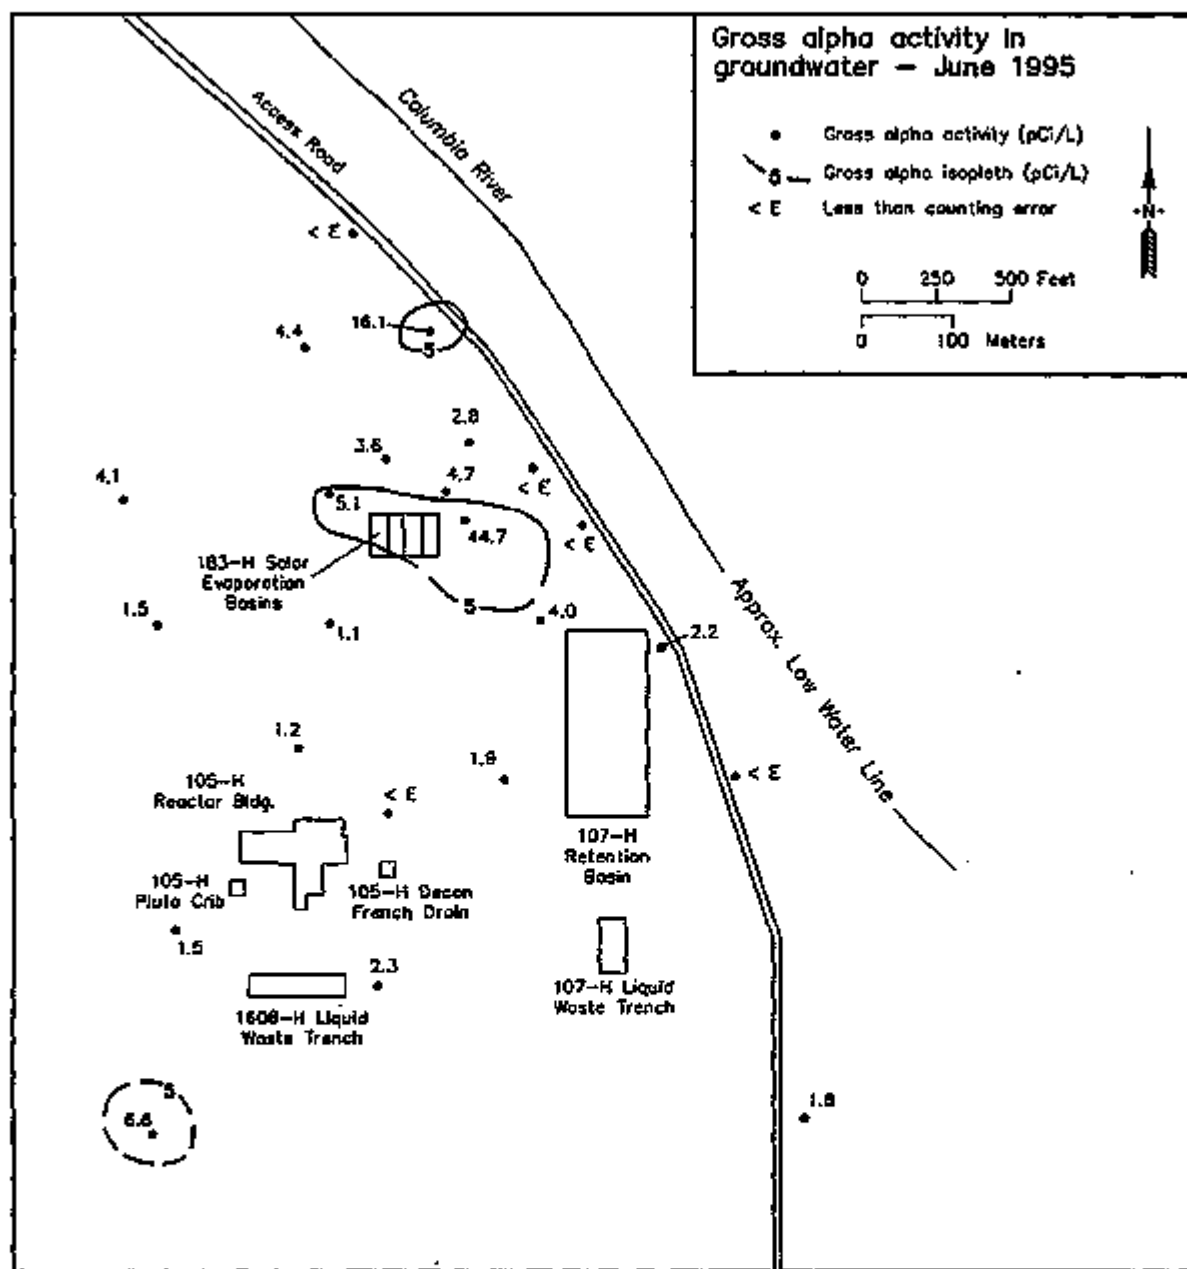 Gross alpha activity in
groundwater – June 1995
Gross alpha activity (pCi/L)
5 Gross alpha isopleth (pCi/L)
< E Less than counting error
N
0 250 500 Feet
0 100 Meters
Access Road
Columbia River
< E
16.1
5
4.4
2.8
3.6
4.7
< E
4.1
5.1
44.7
< E
183-H Solar
Evaporation
Basins
5
4.0
1.5
1.1
2.2
Approx. Low Water Line
1.2
< E
105-H
Reactor Bldg.
< E
107-H
Retention
Basin
105-H
Pluto Crib
105-H Decon
French Drain
1.5
2.3
107-H Liquid
Waste Trench
1608-H Liquid
Waste Trench
5
6.6